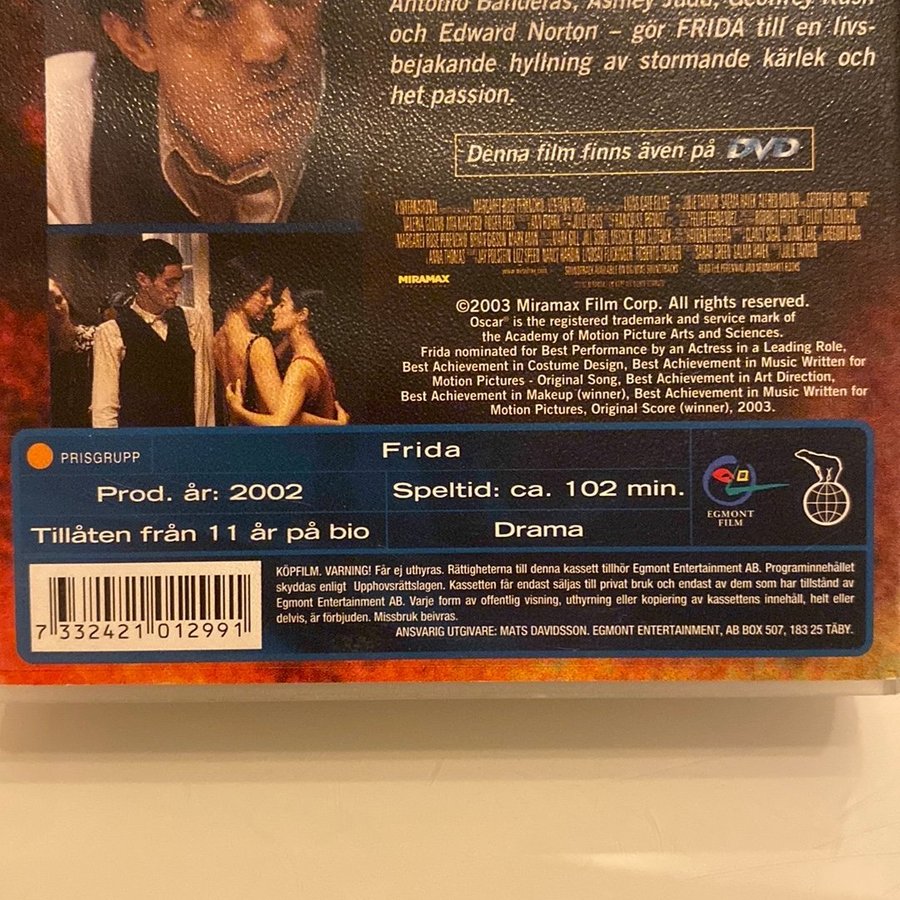 Antonio Banderas, Ashley Judd, Geoffrey Rush
och Edward Norton – gör FRIDA till en livs-
bejakande hyllning av stormande kärlek och
het passion.
Denna film finns även på DVD
MIRAMAX
©2003 Miramax Film Corp. All rights reserved.
Oscar® is the registered trademark and service mark of
the Academy of Motion Picture Arts and Sciences.
Frida nominated for Best Performance by an Actress in a Leading Role,
Best Achievement in Costume Design, Best Achievement in Music Written for
Motion Pictures - Original Song, Best Achievement in Art Direction,
Best Achievement in Makeup (winner), Best Achievement in Music Written for
Motion Pictures, Original Score (winner), 2003.
PRISGRUPP
Frida
Prod. år: 2002
Speltid: ca. 102 min.
Tillåten från 11 år på bio
Drama
EGMONT
FILM
KÖPFILM. VARNING! Får ej uthyras. Rättigheterna till denna kassett tillhör Egmont Entertainment AB. Programinnehållet
skyddas enligt Upphovsrättslagen. Kassetten får endast säljas till privat bruk och endast av dem som har tillstånd av
Egmont Entertainment AB. Varje form av offentlig visning, uthyrning eller kopiering av kassettens innehåll, helt eller
delvis, är förbjuden. Missbruk beivras.
ANSVARIG UTGIVARE: MATS DAVIDSSON. EGMONT ENTERTAINMENT, AB BOX 507, 183 25 TÄBY.
7 332421 012991